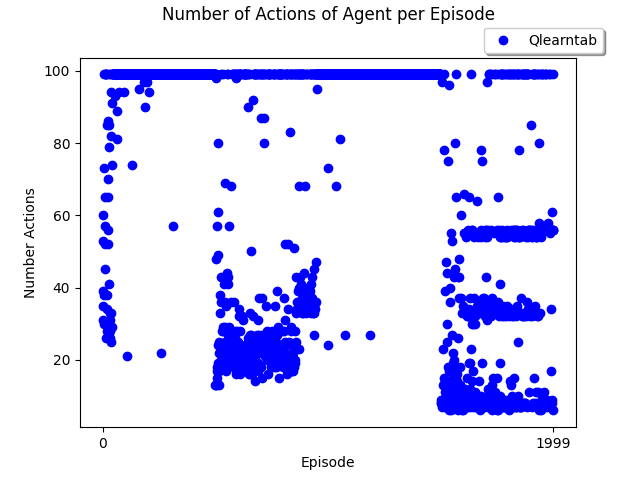 Number of Actions of Agent per Episode
Qlearntab
100
80
60
40
20
Number Actions
0
1999
Episode